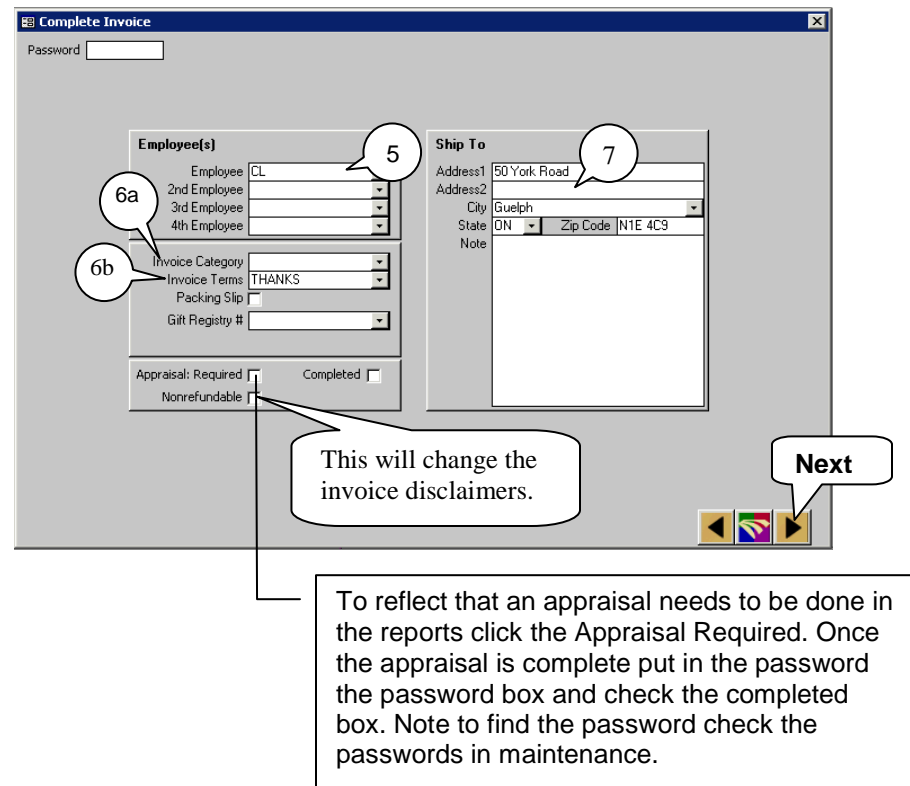 Complete Invoice
Password
Employee(s)
5
Employee CL
2nd Employee
3rd Employee
4th Employee
6a
6b
Invoice Category
Invoice Terms THANKS
Packing Slip
Gift Registry #
Appraisal: Required Completed
Nonrefundable
Ship To
7
Address1 50 York Road
Address2
City Guelph
State ON Zip Code N1E 4C9
Note
This will change the
invoice disclaimers.
Next
To reflect that an appraisal needs to be done in
the reports click the Appraisal Required. Once
the appraisal is complete put in the password
the password box and check the completed
box. Note to find the password check the
passwords in maintenance.